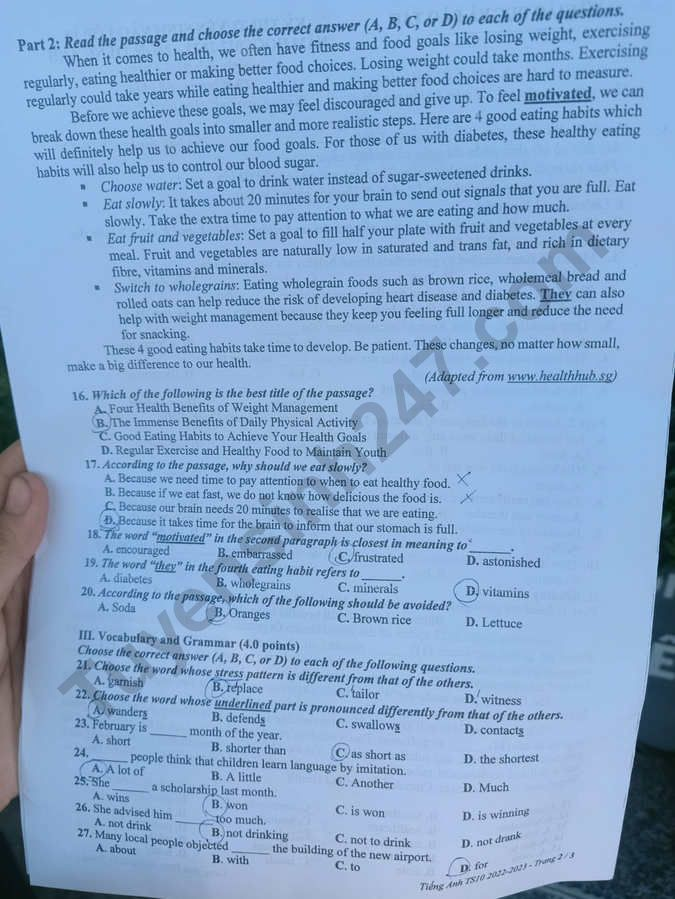 Part 2: Read the passage and choose the correct answer (A, B, C, or D) to each of the questions.
When it comes to health, we often have fitness and food goals like losing weight, exercising
regularly, eating healthier or making better food choices. Losing weight could take months. Exercising
regularly could take years while eating healthier and making better food choices are hard to measure.
Before we achieve these goals, we may feel discouraged and give up. To feel motivated, we can
break down these health goals into smaller and more realistic steps. Here are 4 good eating habits which
will definitely help us to achieve our food goals. For those of us with diabetes, these healthy eating
habits will also help us to control our blood sugar.
▪ Choose water: Set a goal to drink water instead of sugar-sweetened drinks.
▪ Eat slowly: It takes about 20 minutes for your brain to send out signals that you are full. Eat
slowly. Take the extra time to pay attention to what we are eating and how much.
▪ Eat fruit and vegetables: Set a goal to fill half your plate with fruit and vegetables at every
meal. Fruit and vegetables are naturally low in saturated and trans fat, and rich in dietary
fibre, vitamins and minerals.
▪ Switch to wholegrains: Eating wholegrain foods such as brown rice, wholemeal bread and
rolled oats can help reduce the risk of developing heart disease and diabetes. They can also
help with weight management because they keep you feeling full longer and reduce the need
for snacking.
These 4 good eating habits take time to develop. Be patient. These changes, no matter how small,
make a big difference to our health.
(Adapted from www.healthhub.sg)
16. Which of the following is the best title of the passage?
A. Four Health Benefits of Weight Management
B. The Immense Benefits of Daily Physical Activity
C. Good Eating Habits to Achieve Your Health Goals
D. Regular Exercise and Healthy Food to Maintain Youth
17. According to the passage, why should we eat slowly?
A. Because we need time to pay attention on when to eat healthy food.
B. Because if we eat fast, we do not know how delicious the food is.
C. Because our brain needs 20 minutes to realise that we are eating.
D. Because it takes time for the brain to inform that our stomach is full.
18. The word "motivated" in the second paragraph is closest in meaning to ______.
A. encouraged B. embarrassed C. frustrated D. astonished
19. The word "they" in the fourth eating habit refers to ______.
A. diabetes B. wholegrains C. minerals D. vitamins
20. According to the passage, which of the following should be avoided?
A. Soda B. Oranges C. Brown rice D. Lettuce
III. Vocabulary and Grammar (4.0 points)
Choose the correct answer (A, B, C, or D) to each of the following questions.
21. Choose the word whose stress pattern is different from that of the others.
A. garnish B. replace C. tailor D. witness
22. Choose the word whose underlined part is pronounced differently from that of the others.
A. wanders B. defends C. swallows D. contacts
23. February is ______ month of the year.
A. short B. shorter than C. as short as D. the shortest
24. ______ people think that children learn language by imitation.
A. A lot of B. A little C. Another D. Much
25. She ______ a scholarship last month.
A. wins B. won C. is won D. is winning
26. She advised him ______ too much.
A. not drink B. not drinking C. not to drink D. not drank
27. Many local people objected ______ the building of the new airport.
A. about B. with C. to D. for
Tiếng Anh TS10 2022-2023 - Trang 2 / 3
Tuyensinh247.com